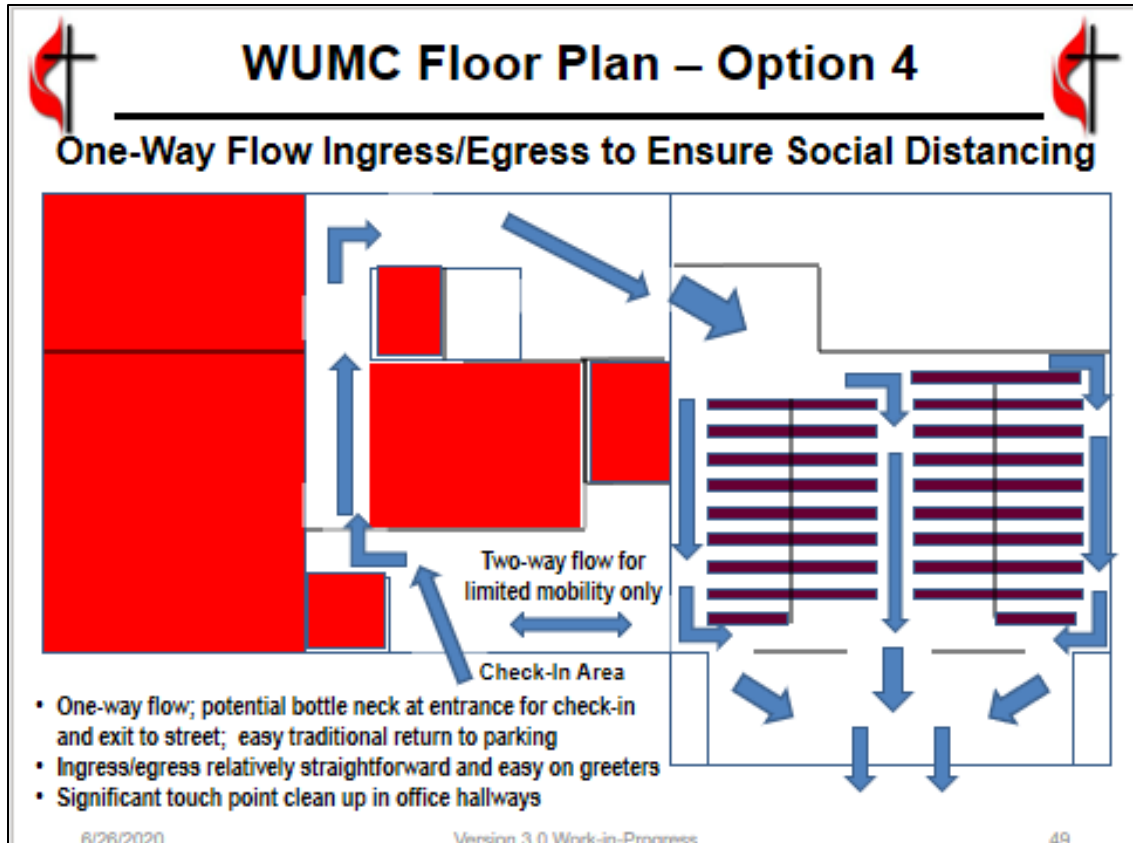 WUMC Floor Plan – Option 4
One-Way Flow Ingress/Egress to Ensure Social Distancing
Two-way flow for
limited mobility only
Check-In Area
• One-way flow; potential bottle neck at entrance for check-in
and exit to street; easy traditional return to parking
• Ingress/egress relatively straightforward and easy on greeters
• Significant touch point clean up in office hallways
6/26/2020
Version 3.0 Work-in-Progress
49